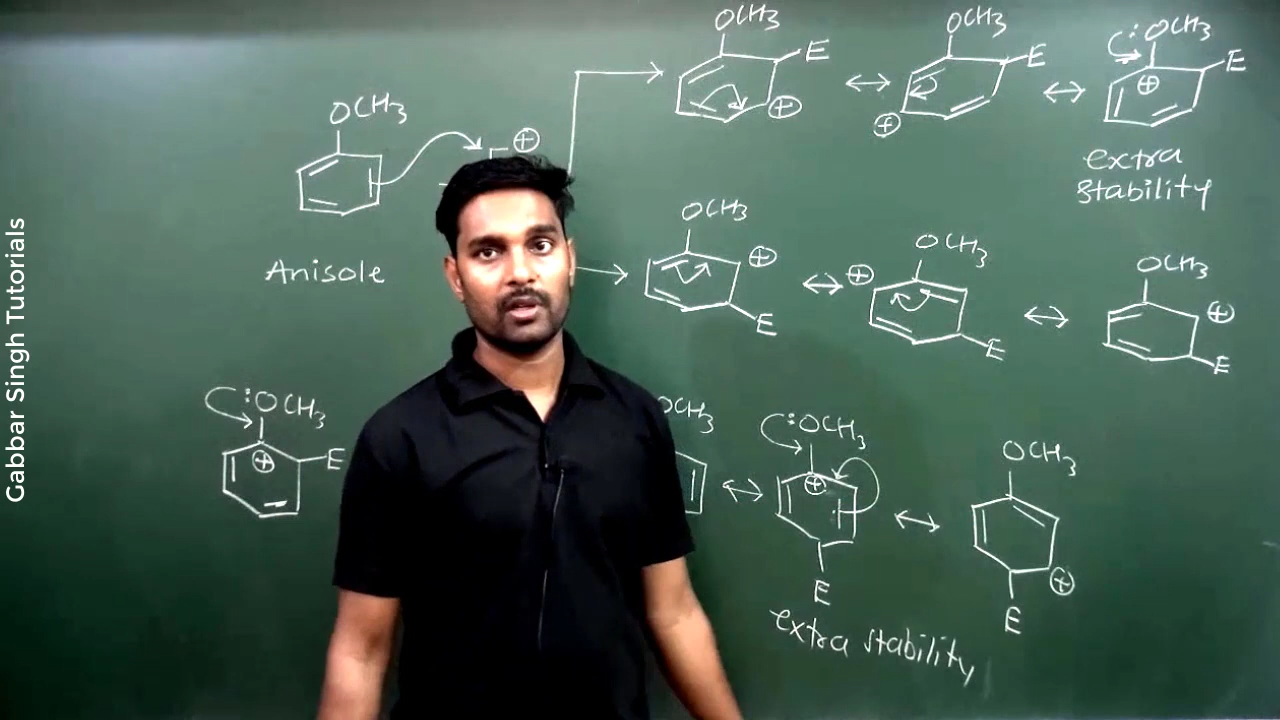 Gabbar Singh Tutorials
OCH3
⊕
Anisole
OCH3
E
⊕
↔
OCH3
E
⊕
↔
:OCH3
E
⊕
extra
stability
OCH3
⊕
E
↔
⊕
OCH3
E
↔
OCH3
⊕
E
:OCH3
⊕
E
OCH3
↔
:OCH3
⊕
E
extra stability
↔
OCH3
⊕
E